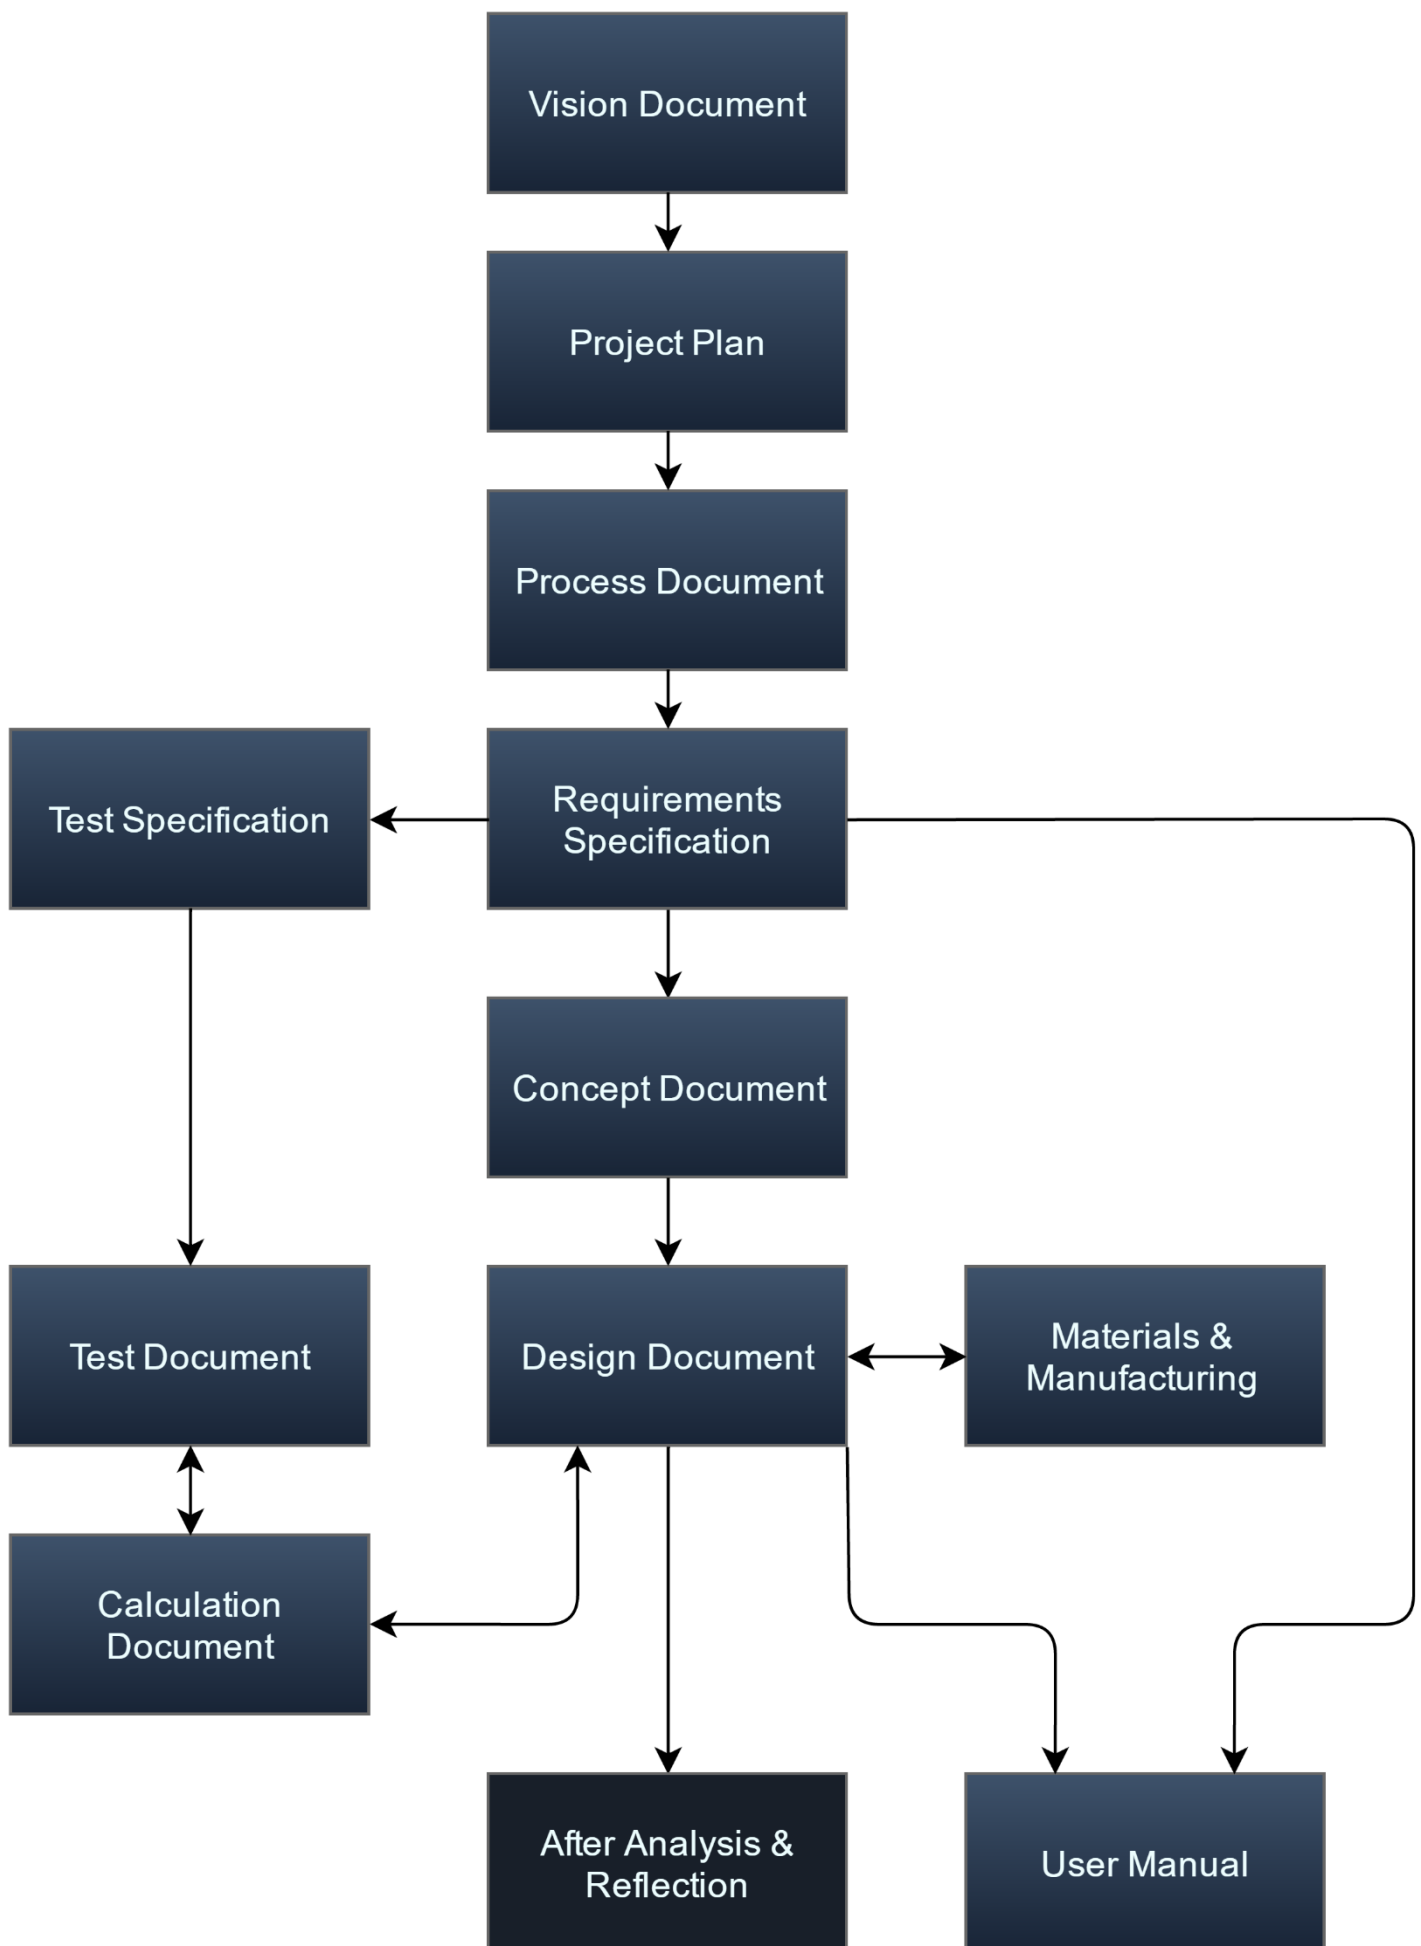 Vision Document
Project Plan
Process Document
Test Specification
Requirements
Specification
Concept Document
Test Document
Design Document
Materials &
Manufacturing
Calculation
Document
After Analysis &
Reflection
User Manual